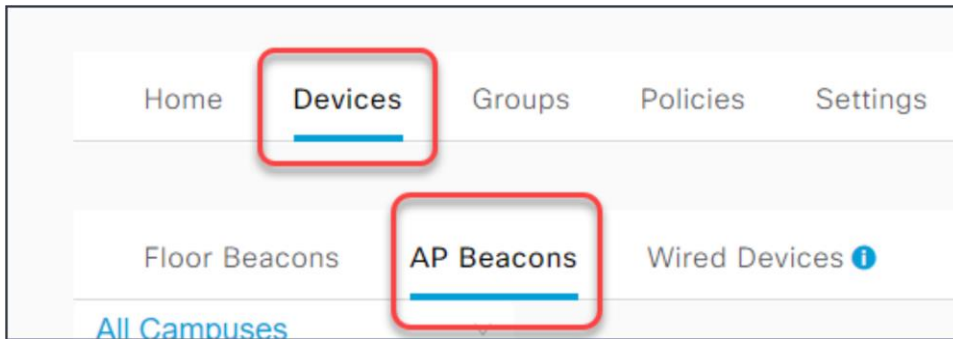 Home Devices Groups Policies Settings
Floor Beacons AP Beacons Wired Devices
All Campuses